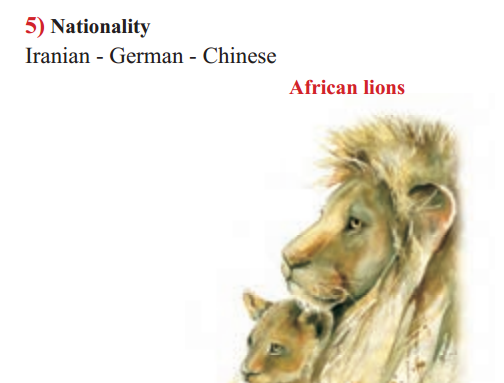 5) Nationality
Iranian - German - Chinese
African lions